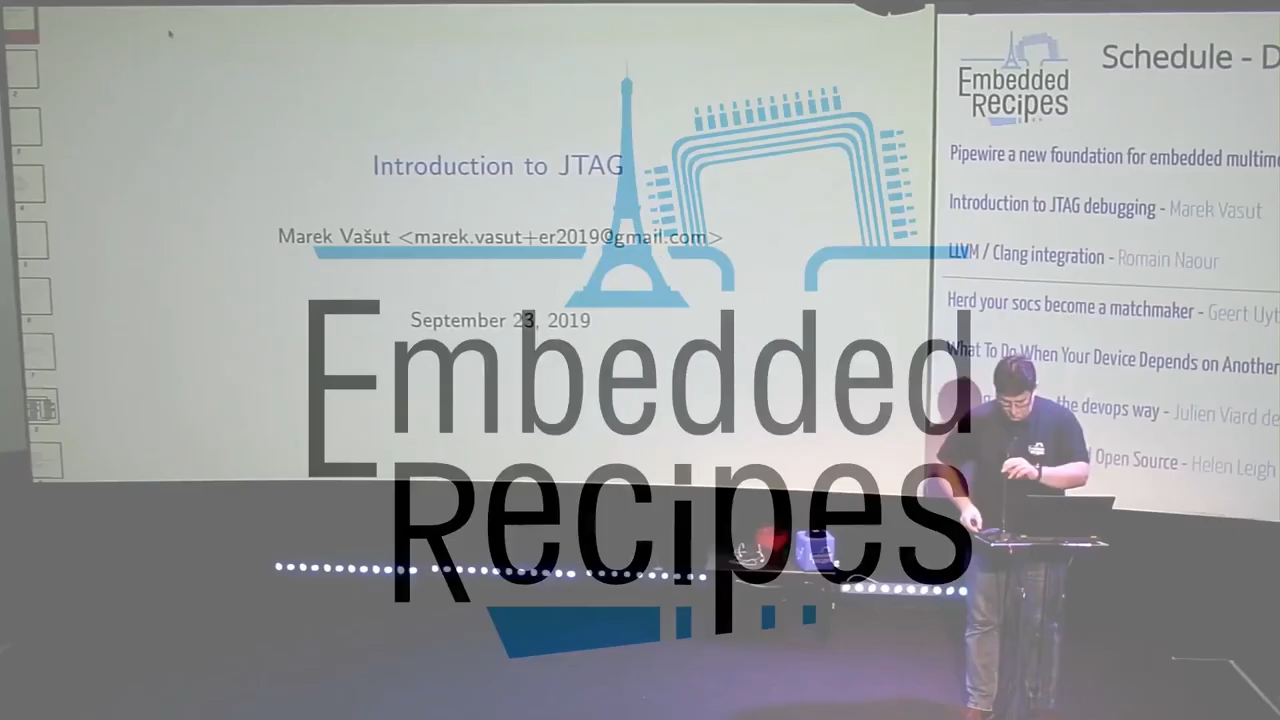 Introduction to JTAG
Marek Vašut <marek.vasut+er2019@gmail.com>
September 23, 2019
Embedded
Recipes
Embedded
Recipes
Schedule - D
Pipewire a new foundation for embedded multime
Introduction to JTAG debugging - Marek Vasut
LLVM / Clang integration - Romain Naour
Herd your socs become a matchmaker - Geert Uyt
What To Do When Your Device Depends on Another
the devops way - Julien Viard de
Open Source - Helen Leigh